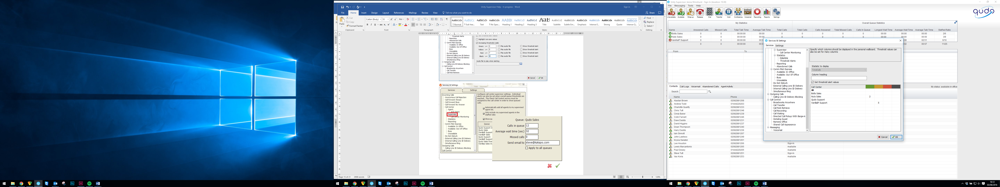 Unity Supervisor Help - In progress - Word
Sign in
File Home Insert Design Layout References Mailings Review View Tell me what you want to do
Share
Paste
Cut
Copy
Format Painter
Calibri (Body) 10
AaBbCcDc AaBbCc AaBbCcDc AaBbCcDc AABBC AaBbCcD AaBbCcD AaB AaBbCcE AaBbCcDc AaBbCcDc AaBbCcDc AaBbCcDc AaBbCcDc AaBbCcDc
¶ Normal ¶ Sub hea... Text ¶ No Spac... Heading 1 Heading 2 Heading 3 Title Subtitle Subtle Em... Emphasis Intense E... Strong Quote Intense Q...
Find
Replace
Select
Clipboard Font Paragraph Styles Editing
Threshold Alerts
Reporting
Abandoned Calls
Comm Pilot Express
Available: In Office
Available: Out Of Office
Busy
Unavailable
Do Not Disturb
External Calling Line ID Delivery
Internal Calling Line ID Delivery
Simultaneous Ring
Outgoing Calls
Calling Line ID Delivery Blocking
Call Control
Broadworks Anywhere
Call Transfer
Call Park Retrieve
Highlight non-zero values
Increasing thresholds (calls)
Green: >= 0 Play audio file Show threshold alert
Yellow: >= 5 Play audio file Show threshold alert
Red: >= 7 Play audio file Show threshold alert
Black: >= 9 Play audio file Show threshold alert
Audio file to play when alerting
Cancel OK
Services & Settings
Services Settings
Incoming Calls
Anonymous Call Rejection
Call Forward Always
Call Forward Busy
Call Forward No Answer
Call Center
Agent
ACD State
Supervisor
Call Center Monitoring
Statistics
Reporting
Comm Pilot Express
Available: In Office
Available: Out Of Office
Busy
Unavailable
Do Not Disturb
External Calling Line ID Delivery
Internal Calling Line ID Delivery
Simultaneous Ring
Outgoing Calls
Calling Line ID Delivery Blocking
Call Control
Configure call center supervisor settings. Individual
alerts can also be set when overall queue thresholds are
reached. The Client Call Control service must be
assigned to the call center in order to show queued
calls.
Automatically add all agents to my supervised
agent list.
Only include my supervised agents in the
staffed ratio
Show qu
Queue
Qudo Support O
Qudo Sales
VanillaIP Support
VanillaIP Sales
Qudo Support
VanillaIP Support
Qudo Sales Over
Vanillaip Sales Ov
Queue: Qudo Sales
Calls in queue 12
Average wait time (sec) 32
Missed calls 0
Send email to steve@kakapo.com
Apply to all queues
Page 15 of 21 2908 words
120%
Unity Supervisor Jenna Wilmshurst - Sign-In (duration: 10:38)
File Messaging Tools Help
Unavailable Available Wrap-up Release Dial Transfer Hold Conference Voicemail Recording Reports Settings
qudo
My Statistics Overall Queue Statistics
Name Answered Calls Missed Calls Total Talk Time Average Talk Time Total Calls Total Calls Calls Answered Total Missed Calls Calls In Queue Longest Wait Time Average Wait Time Average Talk Time Staffed Ratio
Bolts Sales 0 0 00:00:00 00:00 0 0 0 0 0 00:00 00:00 00:00 2/6
Nuts Sales 0 0 00:00:00 00:00 0 0 0 0 0 00:00 00:00 00:00 3/9
VanillaIP Support 0 0 00:00:00 00:00 :08 02:51 6/10
0 0 00:00:00 00:00 :02 00:57 11/25
From To
Contacts Call Logs Voicemail Abandoned Calls Agent Activity
My status: available in office
Search
Name Phone
Alastair Brown 02082881268
Andrew Todd 01444220203
Charlotte Quarfly 02082881233
Chris Tutt 02082881248
Cindy Baker 02082881239
Colin Farrant 02082881246
Dave Dadds 02082881231
David Higgins 02082881237
Dean Thompson 02082881240
Harry Dadds 02082881236
Iain Sinnott 02082881267
John Lawless 02082881249
Krysia Swiatek 02082881261
Lee Houston 02082881266 Sign-In
Lewis Marcantonio 02082881265 Available
Paul Dewey 01444220205 Available
Steve Tutt 02082881251 Sign-In
Vas Koria 02082881253 Available
Services & Settings
Services Settings
Supervisor
Call Center Monitoring
Statistics
Columns
Threshold Alerts
Reporting
Abandoned Calls
Comm Pilot Express
Available: In Office
Available: Out Of Office
Busy
Unavailable
Do Not Disturb
External Calling Line ID Delivery
Internal Calling Line ID Delivery
Simultaneous Ring
Outgoing Calls
Calling Line ID Delivery Blocking
Call Control
Broadworks Anywhere
Call Transfer
Call Park Retrieve
Call Recording
Call Waiting
Directed Call Pickup With Barge-in
Hoteling Guest
Remote Office
Shared Call Appearance
Messaging
Voicemail
Specify which columns should be displayed in the personal wallboard. Threshold values can
also be set for many columns
Statistic to display
TotalCalls
Column heading
Set threshold alert values
Call Center
All
Bolts Sales
Nuts Sales 2
Qudo Support
VanillaIP Support 5
Cancel OK
16:12
03/08/2016